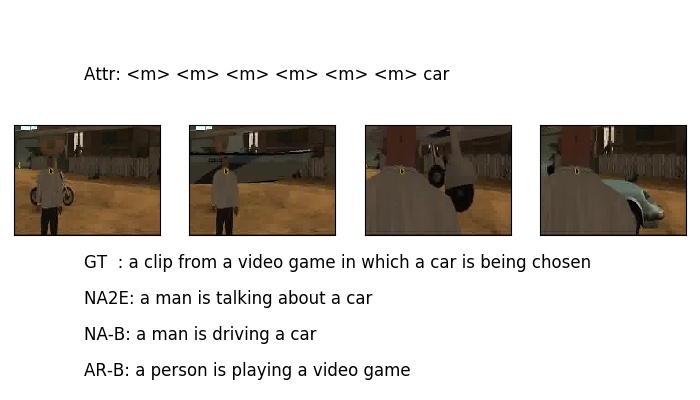 Attr: <m> <m> <m> <m> <m> <m> car
GT  : a clip from a video game in which a car is being chosen
NA2E: a man is talking about a car
NA-B: a man is driving a car
AR-B: a person is playing a video game